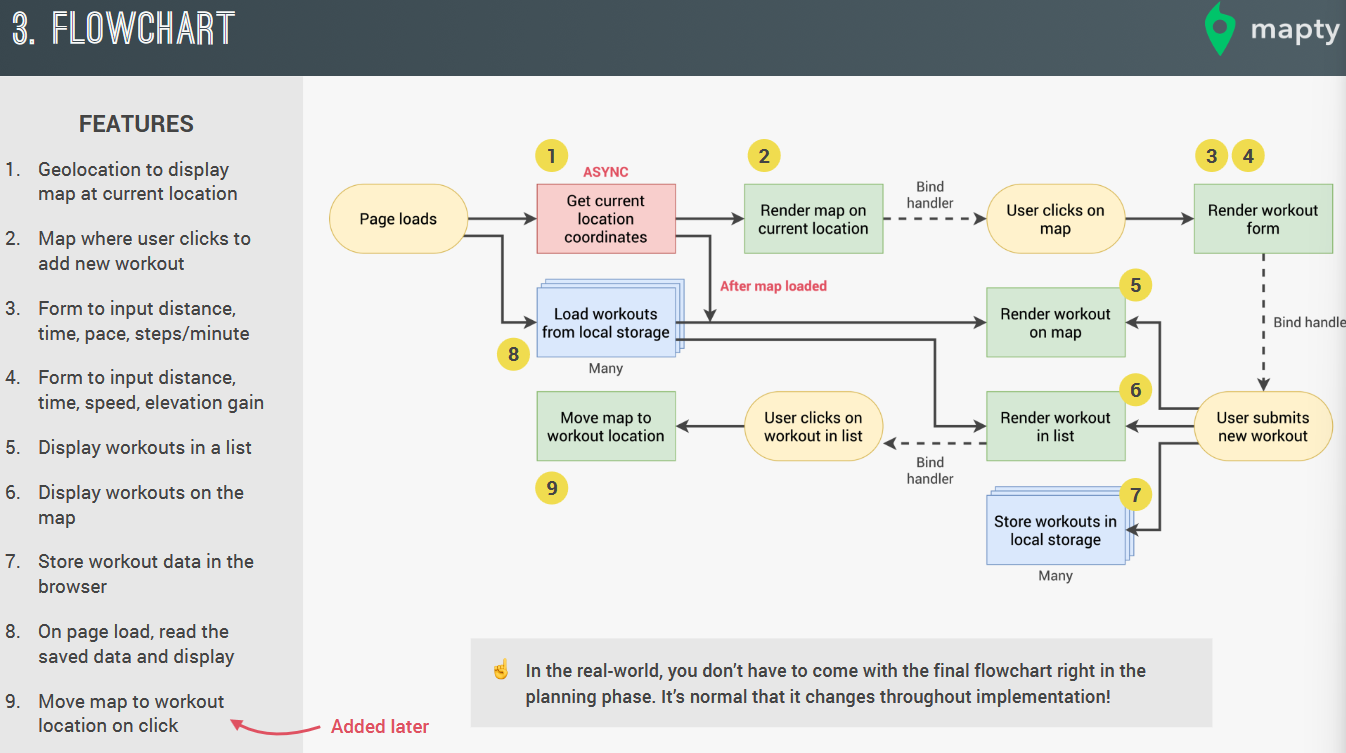 3. FLOWCHART
mapty
FEATURES
1. Geolocation to display
map at current location
2. Map where user clicks to
add new workout
3. Form to input distance,
time, pace, steps/minute
4. Form to input distance,
time, speed, elevation gain
5. Display workouts in a list
6. Display workouts on the
map
7. Store workout data in the
browser
8. On page load, read the
saved data and display
9. Move map to workout
location on click
Added later
Page loads
1
ASYNC
Get current
location
coordinates
2
Render map on
current location
Bind
handler
User clicks on
map
3 4
Render workout
form
After map loaded
Load workouts
from local storage
8
Many
5
Render workout
on map
Bind handle
Move map to
workout location
9
User clicks on
workout in list
6
Render workout
in list
Bind
handler
User submits
new workout
7
Store workouts in
local storage
Many
☝ In the real-world, you don’t have to come with the final flowchart right in the
planning phase. It’s normal that it changes throughout implementation!